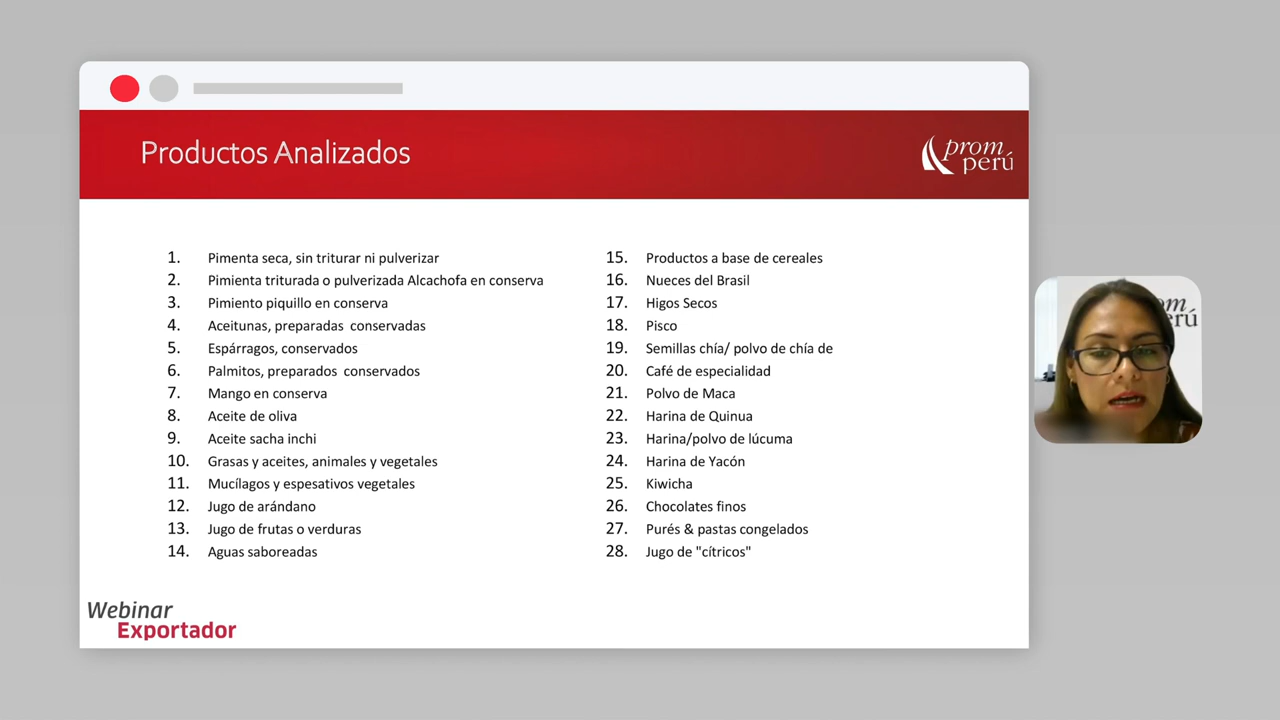 Productos Analizados
prom
perú
1. Pimenta seca, sin triturar ni pulverizar
2. Pimienta triturada o pulverizada Alcachofa en conserva
3. Pimiento piquillo en conserva
4. Aceitunas, preparadas conservadas
5. Espárragos, conservados
6. Palmitos, preparados conservados
7. Mango en conserva
8. Aceite de oliva
9. Aceite sacha inchi
10. Grasas y aceites, animales y vegetales
11. Mucílagos y espesativos vegetales
12. Jugo de arándano
13. Jugo de frutas o verduras
14. Aguas saboreadas
15. Productos a base de cereales
16. Nueces del Brasil
17. Higos Secos
18. Pisco
19. Semillas chía/ polvo de chía de
20. Café de especialidad
21. Polvo de Maca
22. Harina de Quinua
23. Harina/polvo de lúcuma
24. Harina de Yacón
25. Kiwicha
26. Chocolates finos
27. Purés & pastas congelados
28. Jugo de "cítricos"
Webinar
Exportador